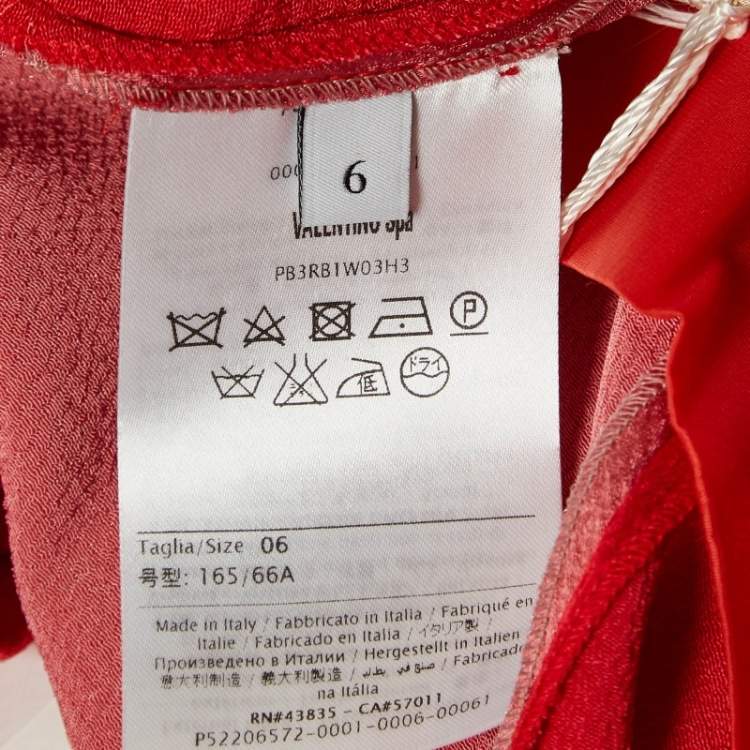 6
VALENTINO SpA
PB3RB1W03H3
P
低 ドライ
Taglia/Size 06
号型: 165/66A
Made in Italy / Fabbricato in Italia / Fabriqué en
Italie / Fabricado en Italia / イタリア製 /
Произведено в Италии / Hergestellt in Italien
意大利制造 / 義大利製造 / صنع في إيطاليا / Fabricado
na Itália
RN#43835 - CA#57011
P52206572-0001-0006-00061